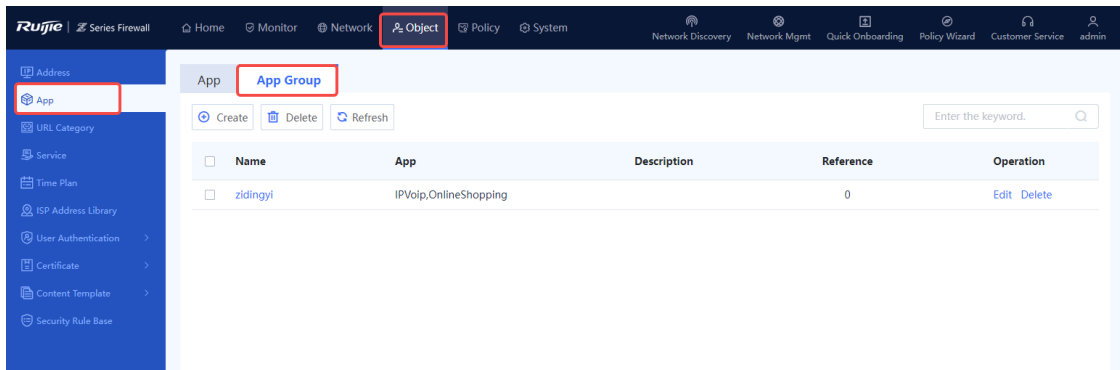 Ruijie | Z Series Firewall Home Monitor Network Object Policy System Network Discovery Network Mgmt Quick Onboarding Policy Wizard Customer Service admin
Address
App
URL Category
Service
Time Plan
ISP Address Library
User Authentication
Certificate
Content Template
Security Rule Base
App App Group
Create Delete Refresh Enter the keyword.
Name App Description Reference Operation
zidingyi IPVoip,OnlineShopping 0 Edit Delete